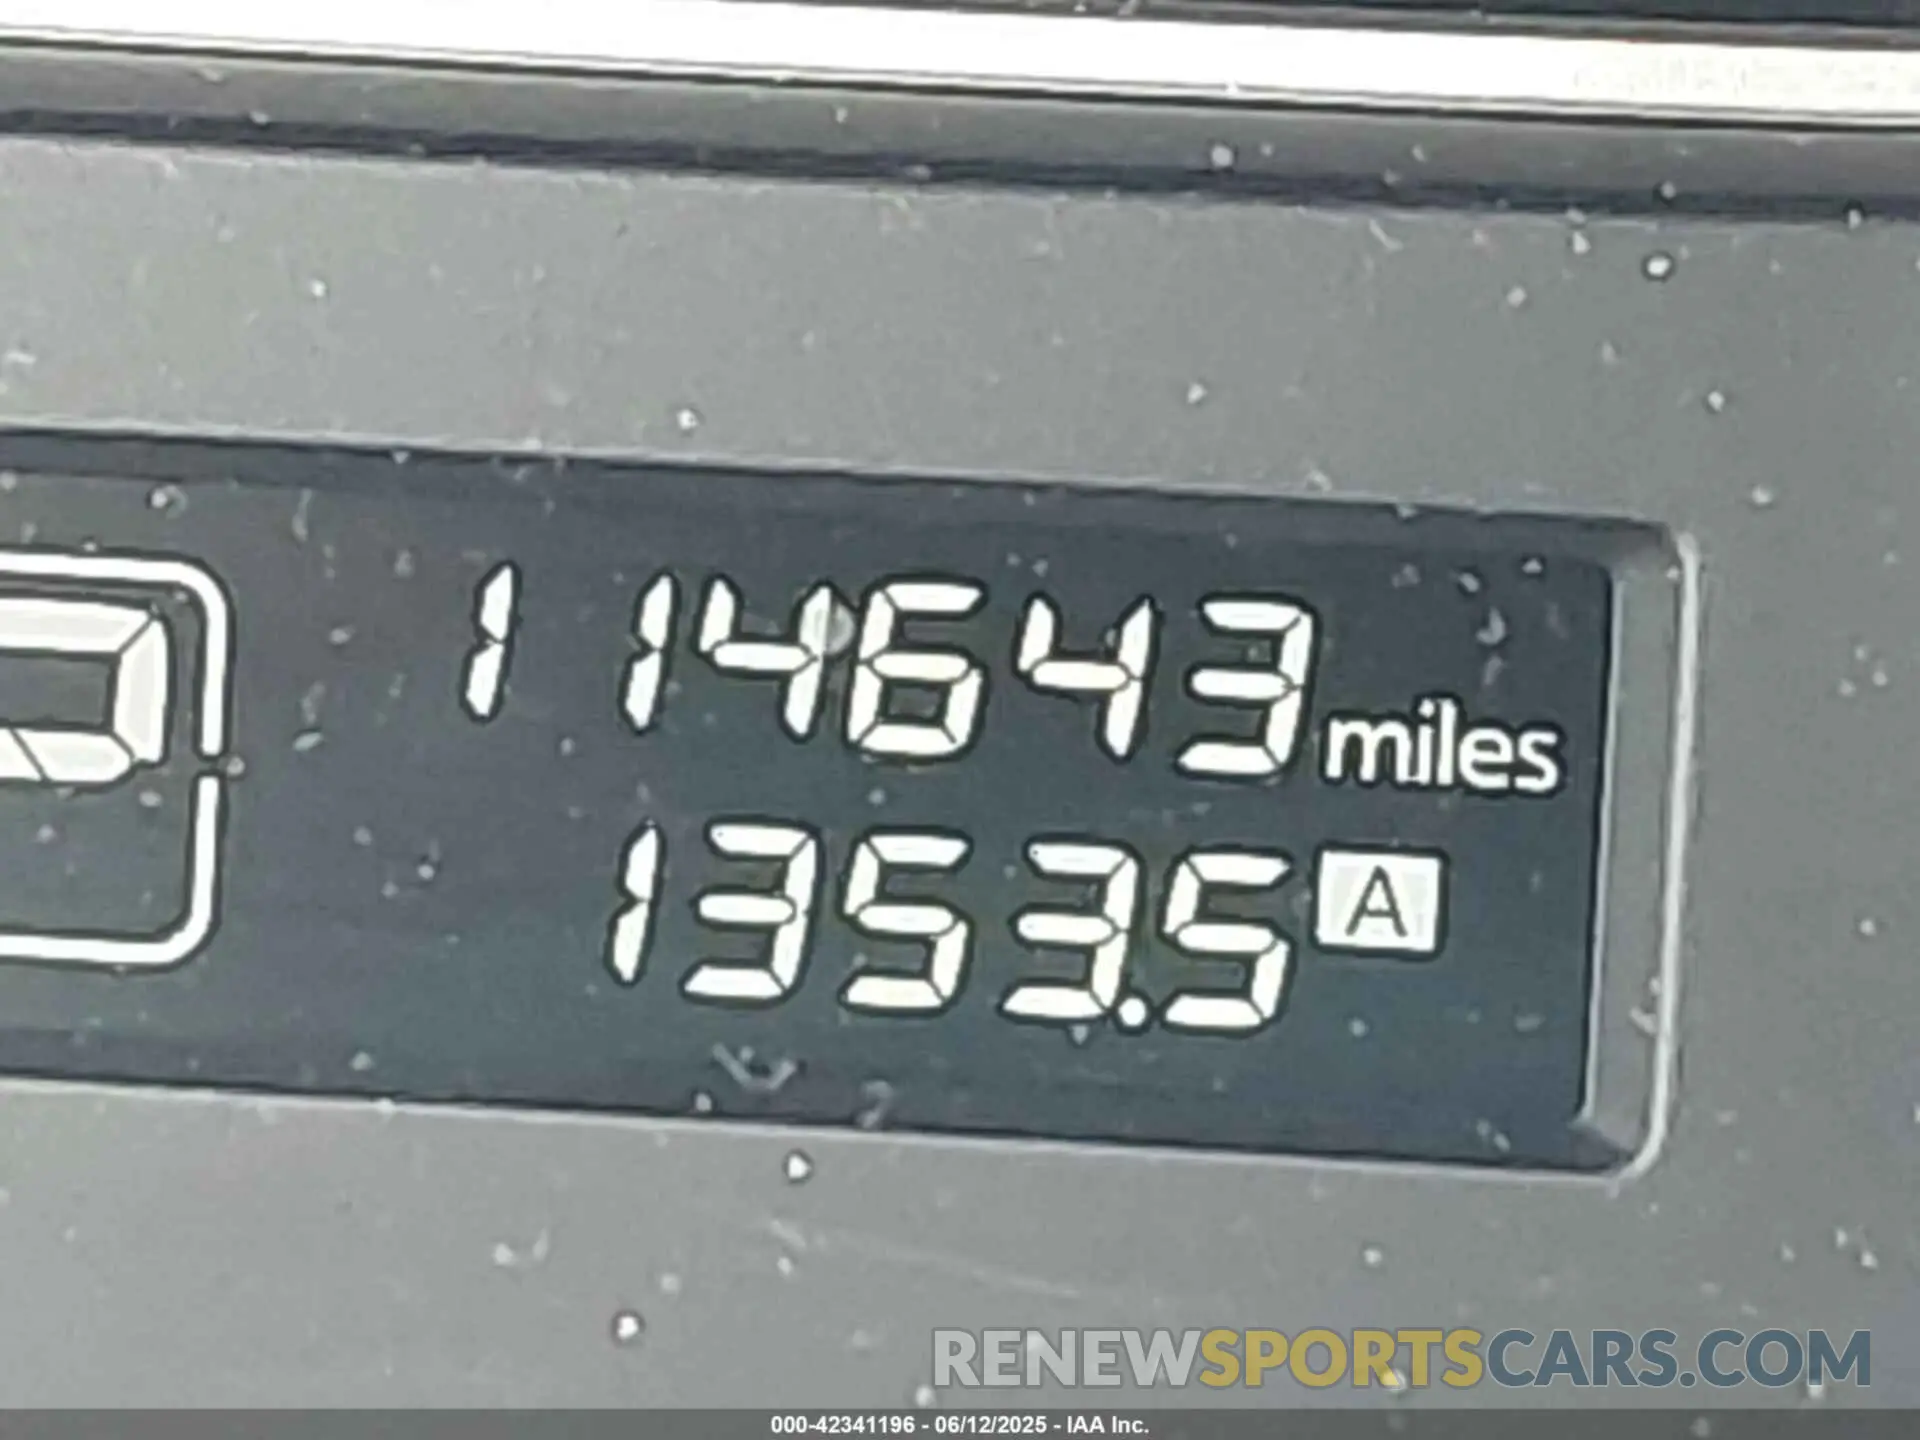 114643 miles
1353.5 A
RENEWSPORTSCARS.COM
000-42341196 - 06/12/2025 - IAA Inc.